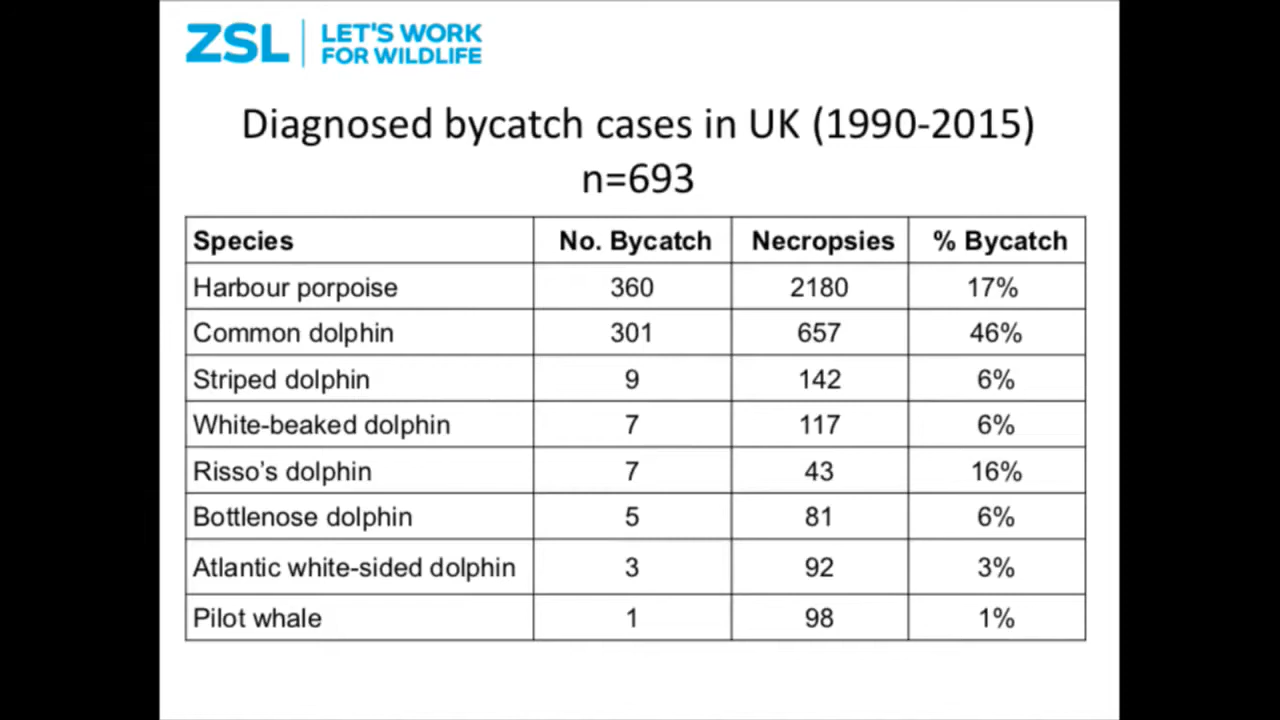 ZSL
LET'S WORK
FOR WILDLIFE
Diagnosed bycatch cases in UK (1990-2015)
n=693
Species No. Bycatch Necropsies % Bycatch
Harbour porpoise 360 2180 17%
Common dolphin 301 657 46%
Striped dolphin 9 142 6%
White-beaked dolphin 7 117 6%
Risso’s dolphin 7 43 16%
Bottlenose dolphin 5 81 6%
Atlantic white-sided dolphin 3 92 3%
Pilot whale 1 98 1%